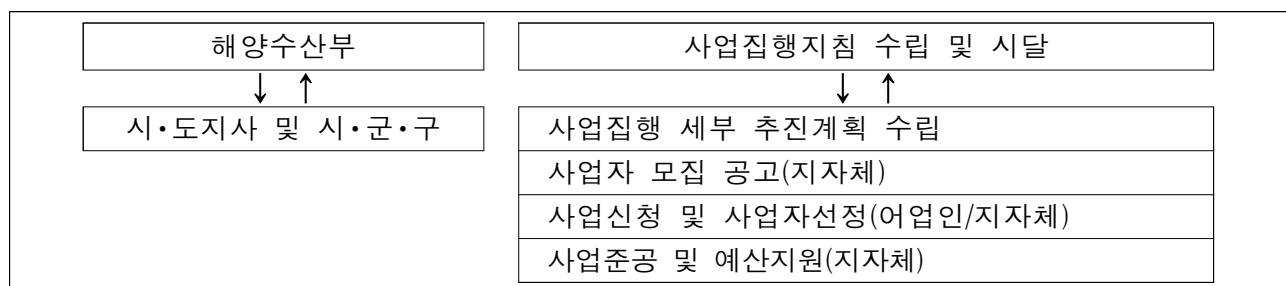 해양수산부
사업집행지침 수립 및 시달
↓ ↑
↓ ↑
시･도지사 및 시･군･구
사업집행 세부 추진계획 수립
사업자 모집 공고(지자체)
사업신청 및 사업자선정(어업인/지자체)
사업준공 및 예산지원(지자체)